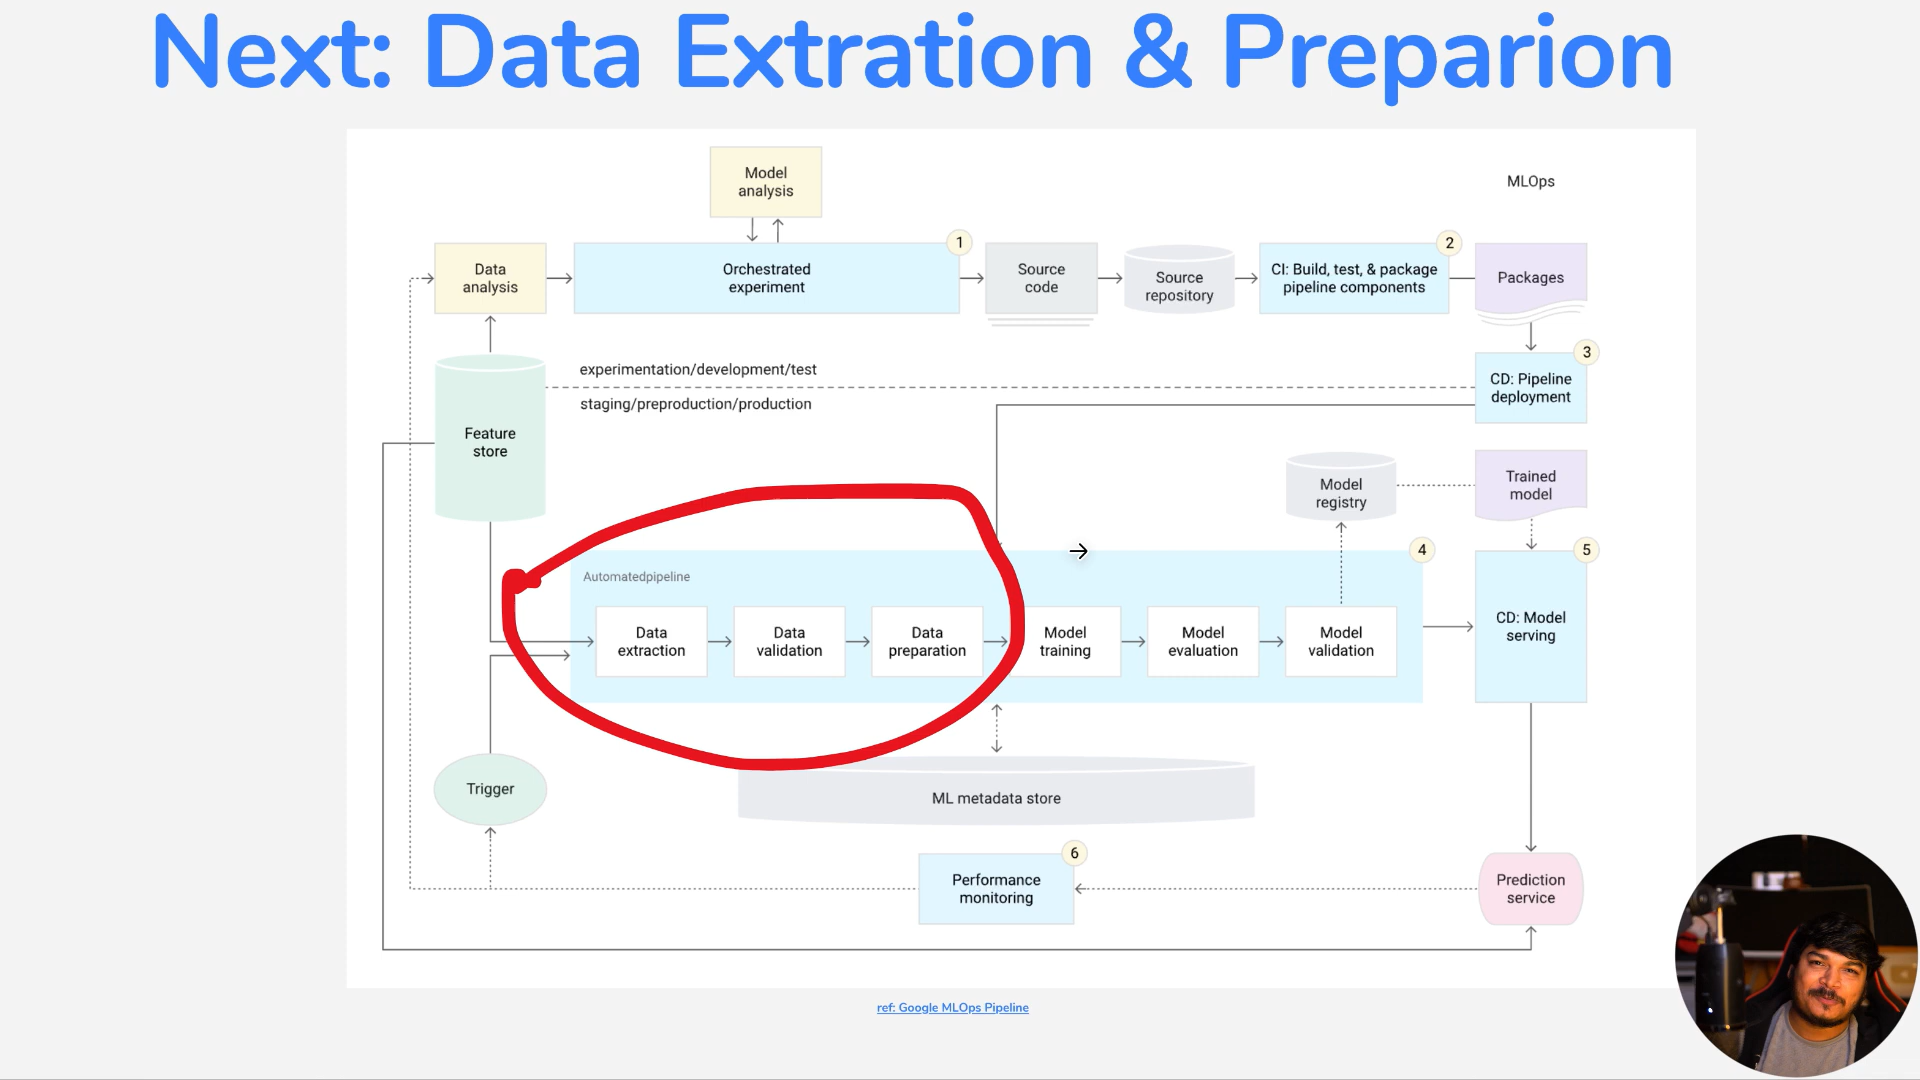 Next: Data Extration & Preparion
Model
analysis
MLOps
Data
analysis
Orchestrated
experiment
1
Source
code
Source
repository
CI: Build, test, & package
pipeline components
2
Packages
experimentation/development/test
staging/preproduction/production
CD: Pipeline
deployment
3
Feature
store
Model
registry
Trained
model
Automatedpipeline
4
5
Data
extraction
Data
validation
Data
preparation
Model
training
Model
evaluation
Model
validation
CD: Model
serving
Trigger
ML metadata store
Performance
monitoring
6
Prediction
service
ref: Google MLOps Pipeline